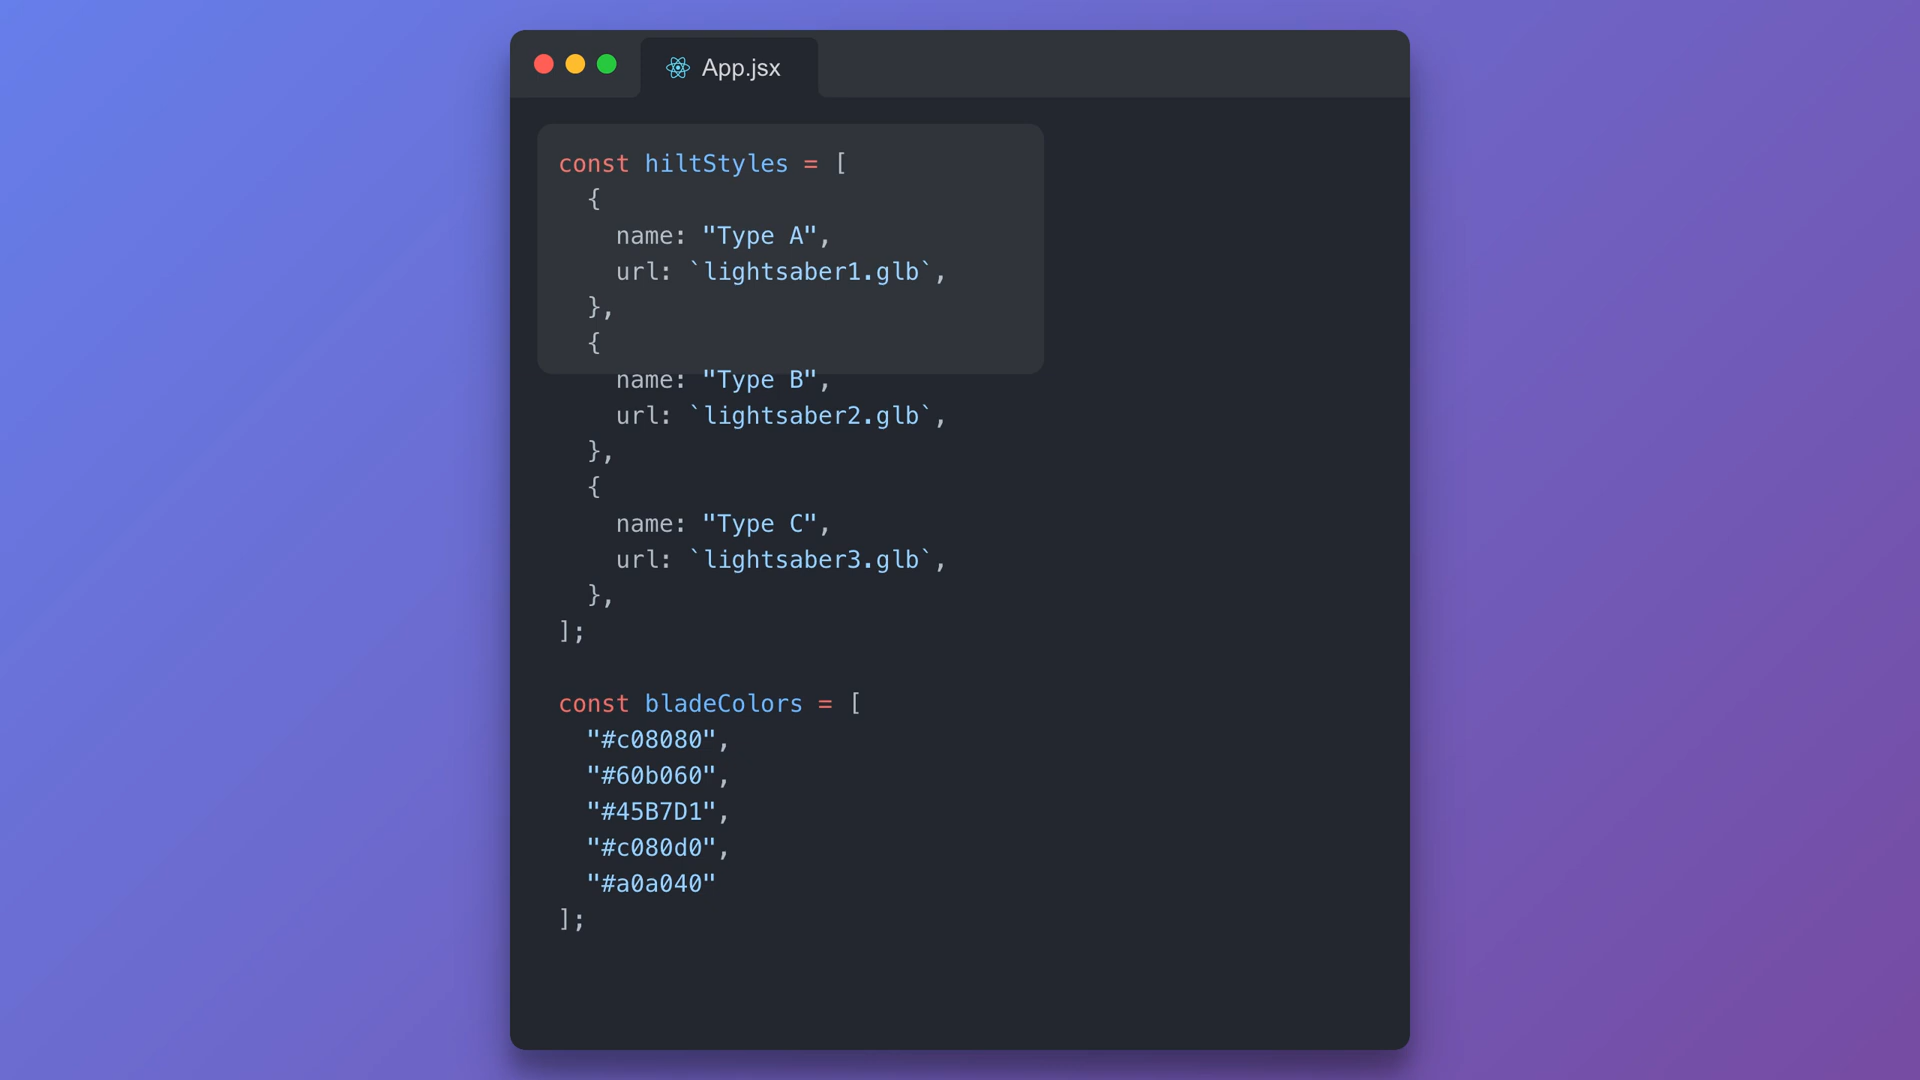 App.jsx
const hiltStyles = [
  {
    name: "Type A",
    url: `lightsaber1.glb`,
  },
  {
    name: "Type B",
    url: `lightsaber2.glb`,
  },
  {
    name: "Type C",
    url: `lightsaber3.glb`,
  },
];

const bladeColors = [
  "#c08080",
  "#60b060",
  "#45B7D1",
  "#c080d0",
  "#a0a040"
];